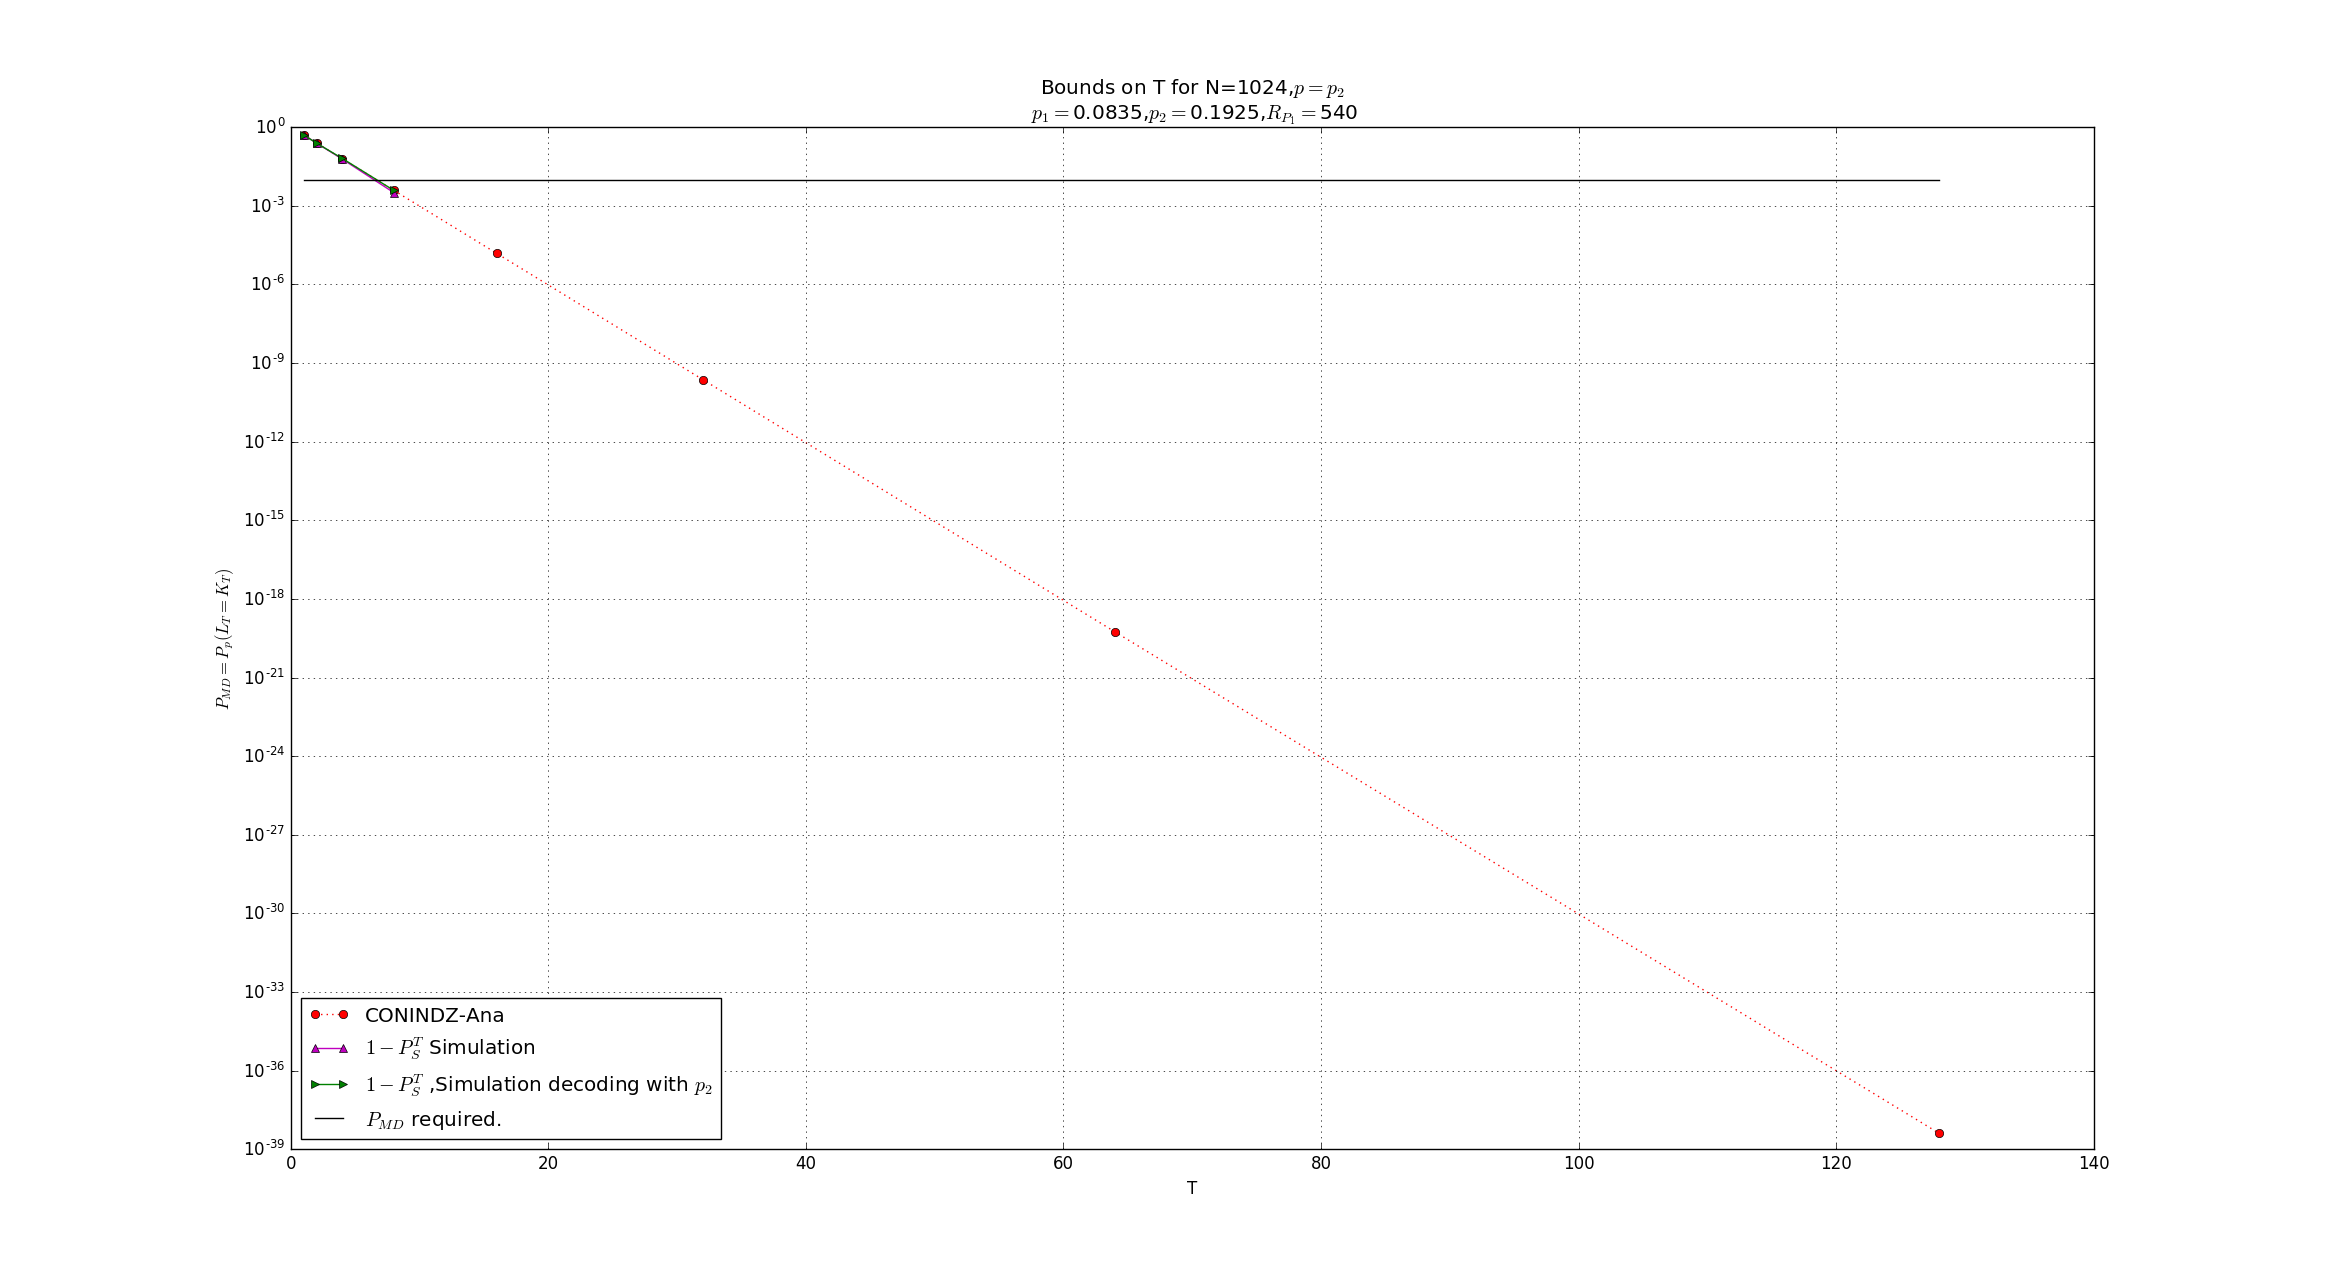 Bounds on T for N=1024,p = p₂
p₁ = 0.0835,p₂ = 0.1925,R_{P₁} = 540
10⁰
10⁻³
10⁻⁶
10⁻⁹
10⁻¹²
10⁻¹⁵
10⁻¹⁸
10⁻²¹
10⁻²⁴
10⁻²⁷
10⁻³⁰
10⁻³³
10⁻³⁶
10⁻³⁹
P_{MD} = P_p(L_T = K_T)
CONINDZ-Ana
1 − P_S^T Simulation
1 − P_S^T ,Simulation decoding with p₂
P_{MD} required.
0 20 40 60 80 100 120 140
T